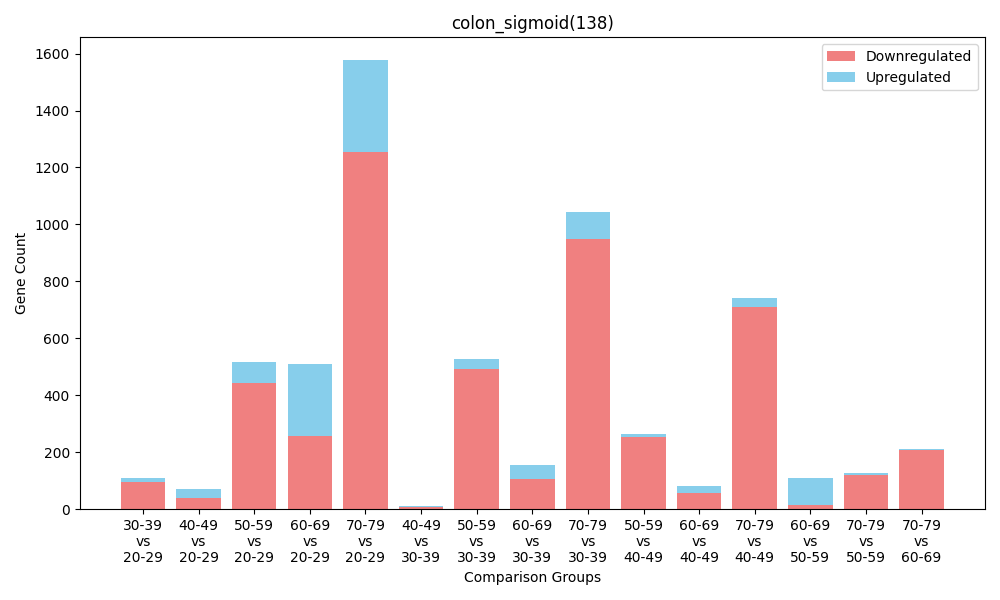 colon_sigmoid(138)
Downregulated
Upregulated
Gene Count
1600
1400
1200
1000
800
600
400
200
0
30-39 vs 20-29
40-49 vs 20-29
50-59 vs 20-29
60-69 vs 20-29
70-79 vs 20-29
40-49 vs 30-39
50-59 vs 30-39
60-69 vs 30-39
70-79 vs 30-39
50-59 vs 40-49
60-69 vs 40-49
70-79 vs 40-49
60-69 vs 50-59
70-79 vs 50-59
70-79 vs 60-69
Comparison Groups